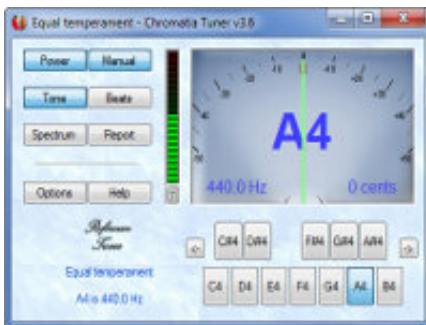 Equal temperament - Chromatia Tuner v3.6
Power Manual
Tone Beats
Spectrum Report
Options Help
A4
440.0 Hz 0 cents
Reference
Tones
Equal temperament
A4 is 440.0 Hz
C#4 D#4 F#4 G#4 A#4
C4 D4 E4 F4 G4 A4 B4